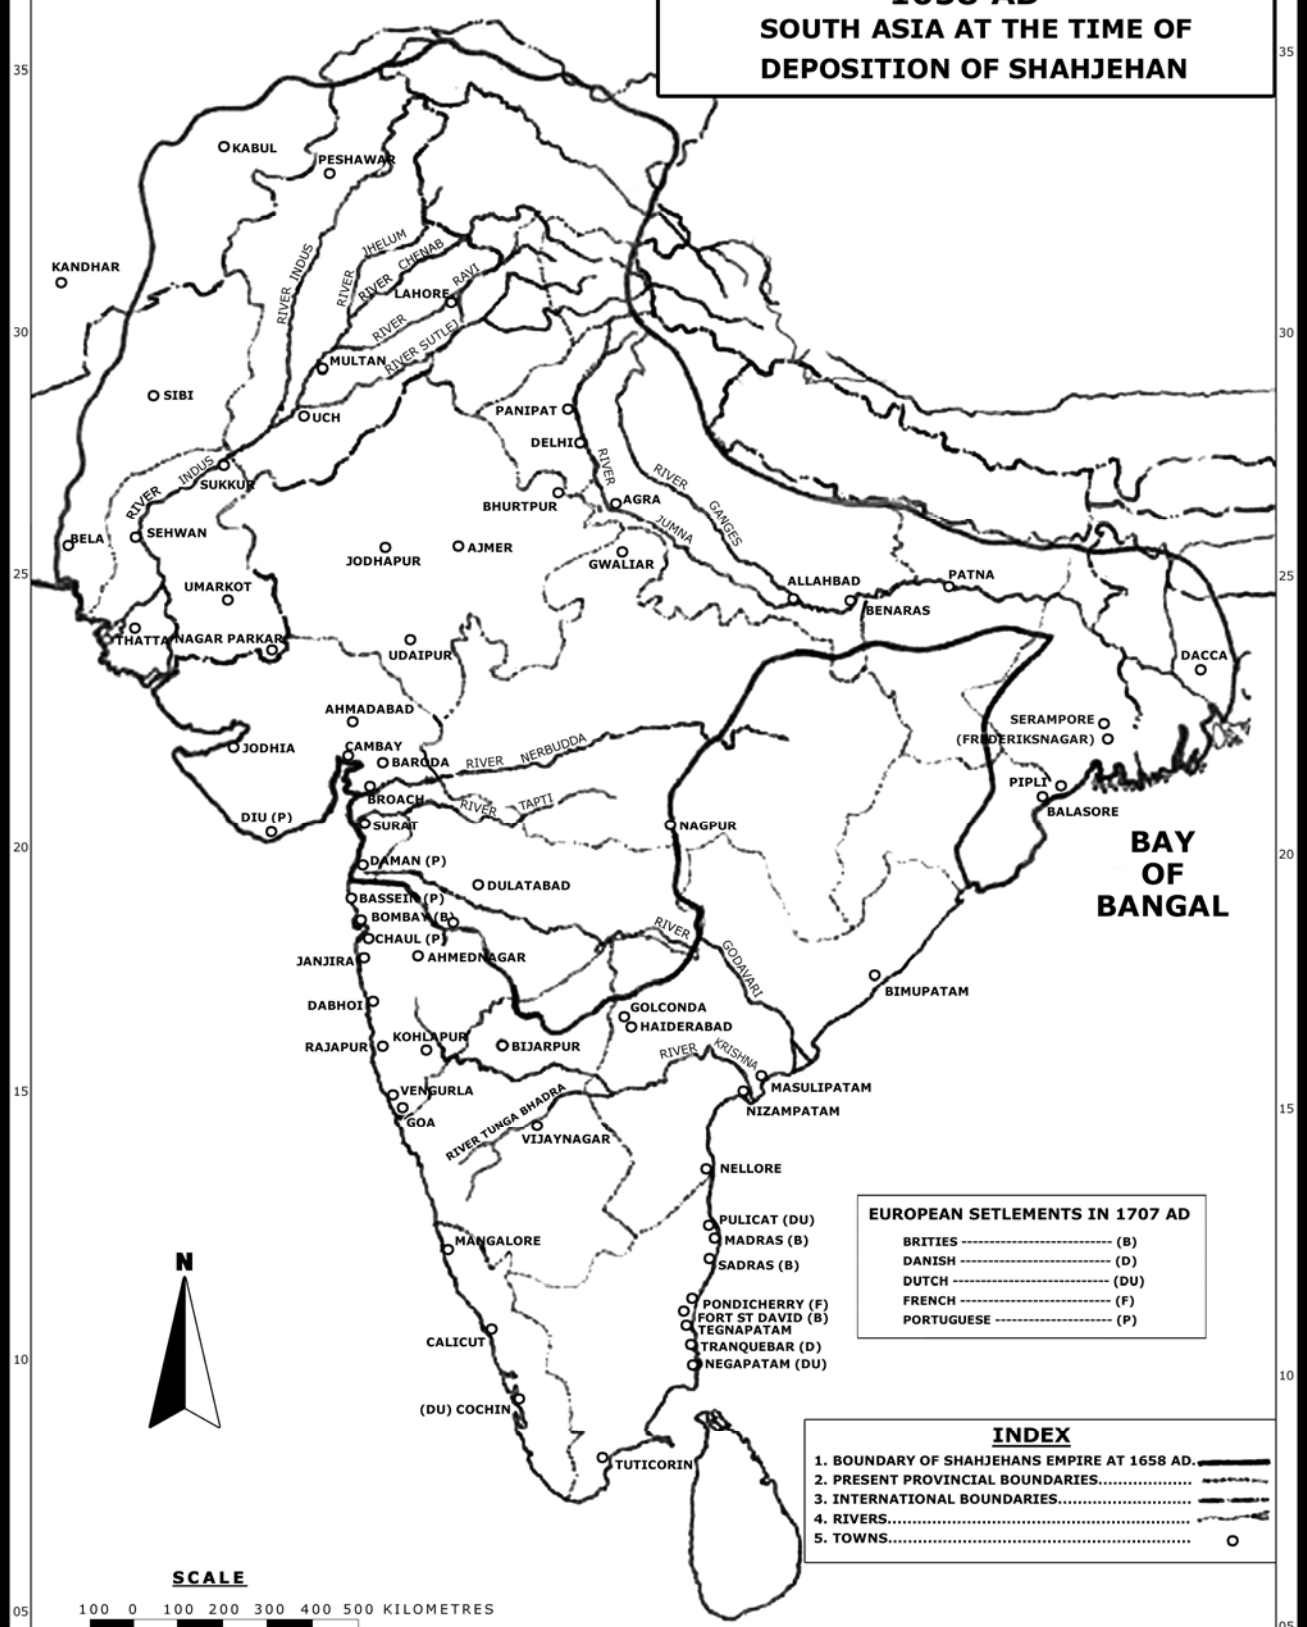 1658 AD
SOUTH ASIA AT THE TIME OF
DEPOSITION OF SHAHJEHAN
35
35
KABUL
PESHAWAR
KANDHAR
RIVER INDUS
RIVER JHELUM
RIVER CHENAB
LAHORE
RIVER RAVI
RIVER SUTLEJ
30
30
MULTAN
SIBI
UCH
PANIPAT
DELHI
RIVER JUMNA
RIVER GANGES
RIVER INDUS
SUKKUR
BHURTPUR
AGRA
BELA
SEHWAN
JODHAPUR
AJMER
GWALIAR
25
25
UMARKOT
ALLAHBAD
PATNA
BENARAS
THATTA
NAGAR PARKAR
UDAIPUR
DACCA
AHMADABAD
SERAMPORE
(FREDERIKSNAGAR)
JODHIA
CAMBAY
BARODA
RIVER NERBUDDA
PIPLI
BROACH
RIVER TAPTI
BALASORE
DIU (P)
SURAT
NAGPUR
20
20
BAY
OF
BANGAL
DAMAN (P)
DULATABAD
BASSEIN (P)
BOMBAY (B)
RIVER GODAVARI
CHAUL (P)
JANJIRA
AHMEDNAGAR
BIMUPATAM
DABHOI
GOLCONDA
HAIDERABAD
KOHLAPUR
RAJAPUR
BIJARPUR
RIVER KRISHNA
VENGURLA
MASULIPATAM
15
15
NIZAMPATAM
GOA
RIVER TUNGA BHADRA
VIJAYNAGAR
NELLORE
PULICAT (DU)
MADRAS (B)
SADRAS (B)
MANGALORE
EUROPEAN SETLEMENTS IN 1707 AD
BRITIES ---------------------------- (B)
DANISH ---------------------------- (D)
DUTCH ---------------------------- (DU)
FRENCH ---------------------------- (F)
PORTUGUESE --------------------- (P)
N
PONDICHERRY (F)
FORT ST DAVID (B)
TEGNAPATAM
TRANQUEBAR (D)
NEGAPATAM (DU)
CALICUT
10
10
(DU) COCHIN
TUTICORIN
INDEX
1. BOUNDARY OF SHAHJEHANS EMPIRE AT 1658 AD.
2. PRESENT PROVINCIAL BOUNDARIES...................
3. INTERNATIONAL BOUNDARIES...........................
4. RIVERS.............................................................
5. TOWNS.............................................................
SCALE
100 0 100 200 300 400 500 KILOMETRES
05
05